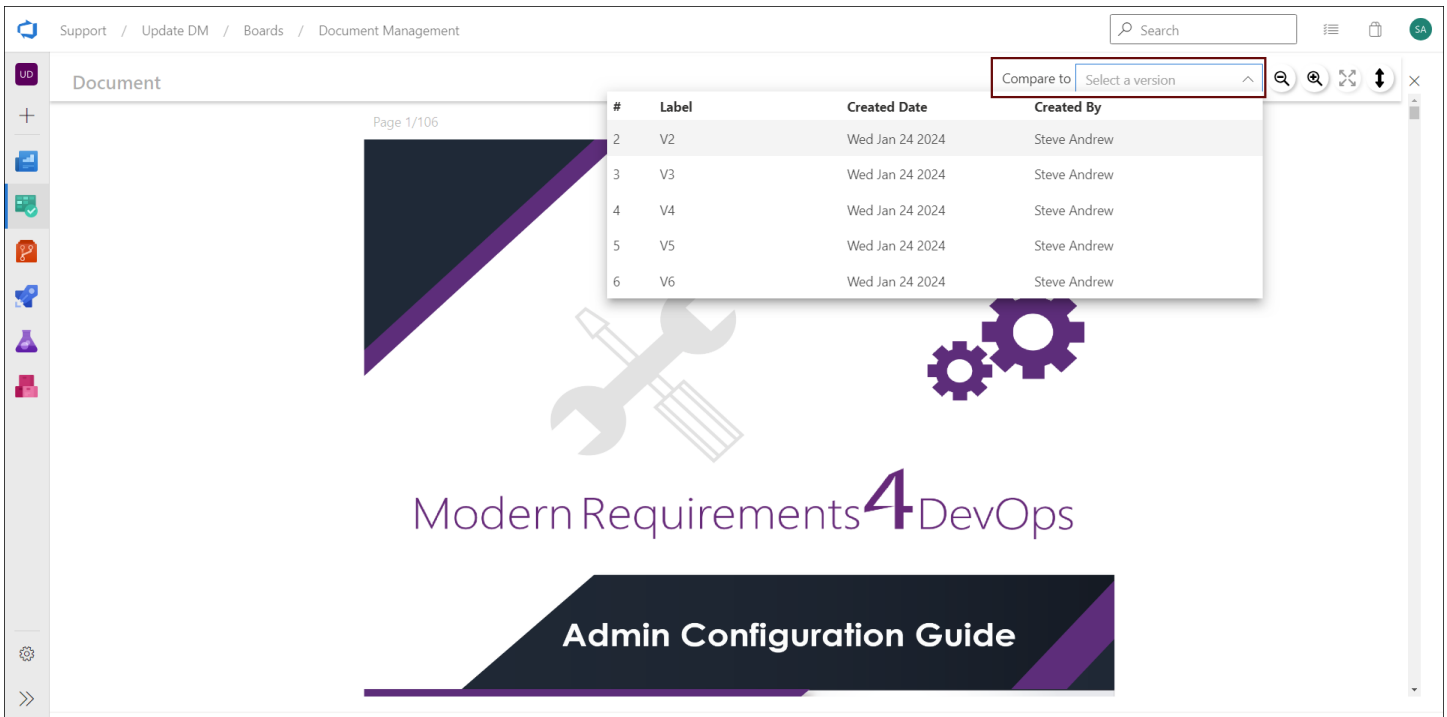 Support / Update DM / Boards / Document Management
Search
SA
UD
Document
Compare to Select a version
# Label Created Date Created By
2 V2 Wed Jan 24 2024 Steve Andrew
3 V3 Wed Jan 24 2024 Steve Andrew
4 V4 Wed Jan 24 2024 Steve Andrew
5 V5 Wed Jan 24 2024 Steve Andrew
6 V6 Wed Jan 24 2024 Steve Andrew
Page 1/106
Modern Requirements4DevOps
Admin Configuration Guide